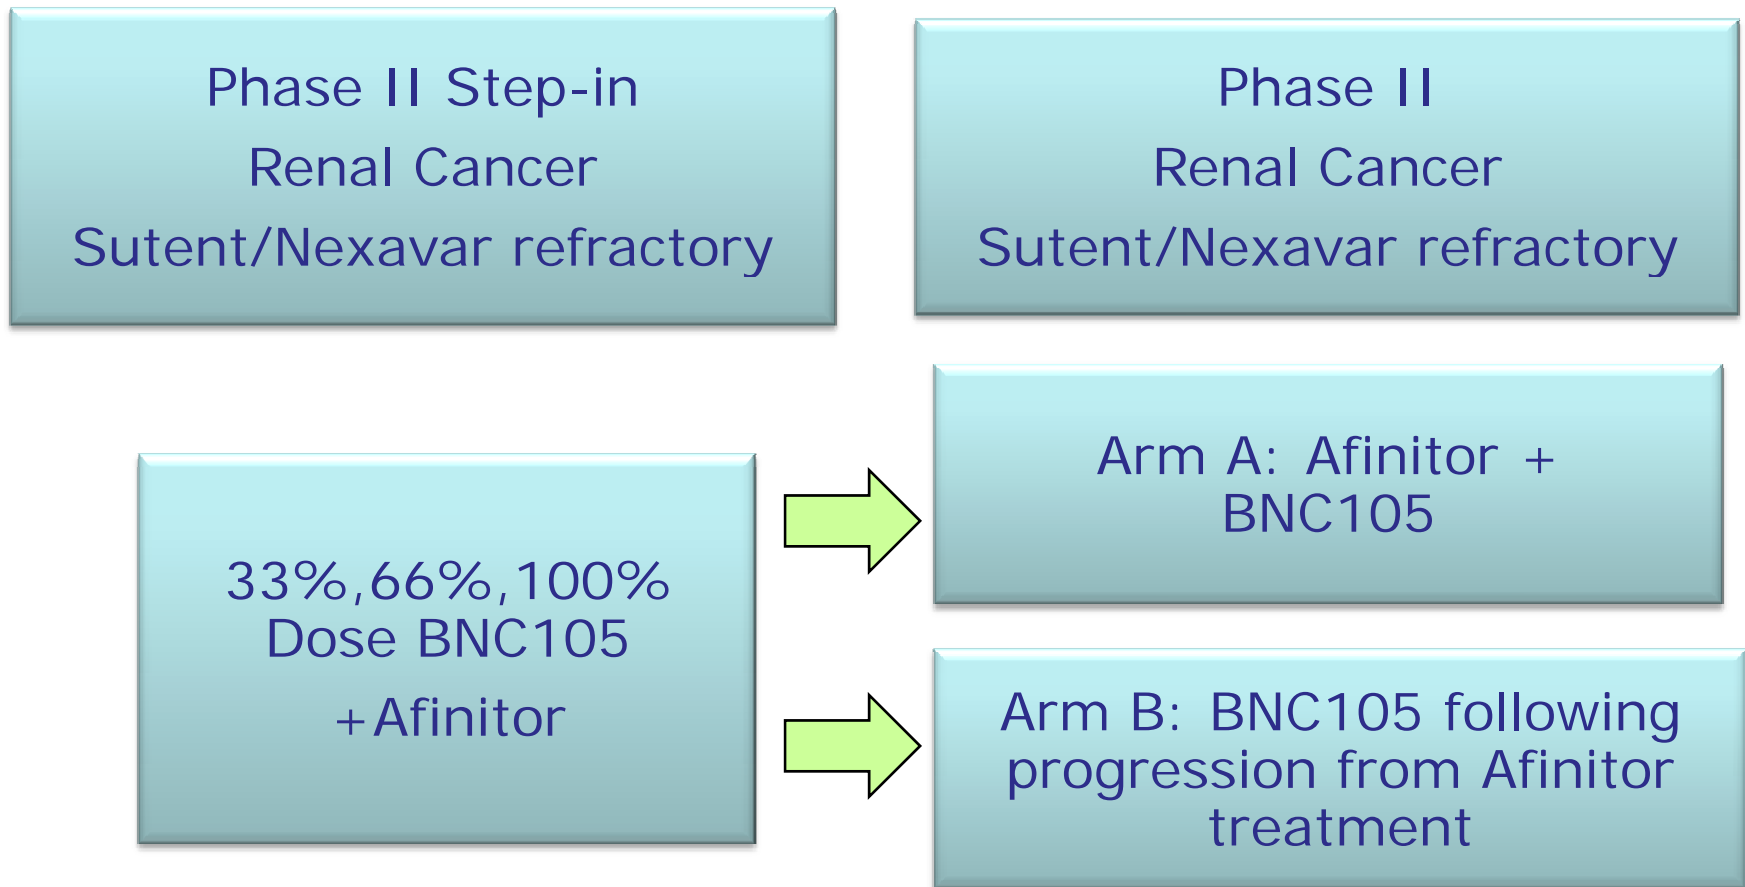 Phase II Step-in
Renal Cancer
Sutent/Nexavar refractory
Phase II
Renal Cancer
Sutent/Nexavar refractory
33%,66%,100%
Dose BNC105
+Afinitor
Arm A: Afinitor +
BNC105
Arm B: BNC105 following
progression from Afinitor
treatment